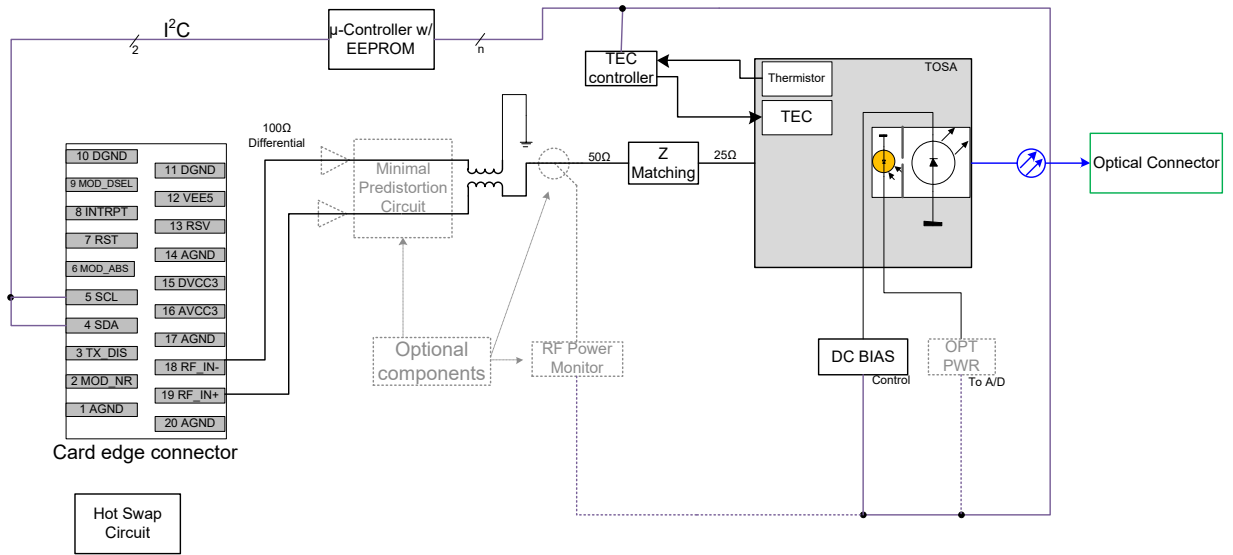 I2C
2
µ-Controller w/
EEPROM
n
TEC
controller
TOSA
Thermistor
TEC
100Ω
Differential
Minimal
Predistortion
Circuit
50Ω
Z
Matching
25Ω
Optical Connector
10 DGND
11 DGND
9 MOD_DSEL
12 VEE5
8 INTRPT
13 RSV
7 RST
14 AGND
6 MOD_ABS
15 DVCC3
5 SCL
16 AVCC3
4 SDA
17 AGND
3 TX_DIS
18 RF_IN-
2 MOD_NR
19 RF_IN+
1 AGND
20 AGND
Card edge connector
Optional
components
RF Power
Monitor
DC BIAS
Control
OPT
PWR
To A/D
Hot Swap
Circuit